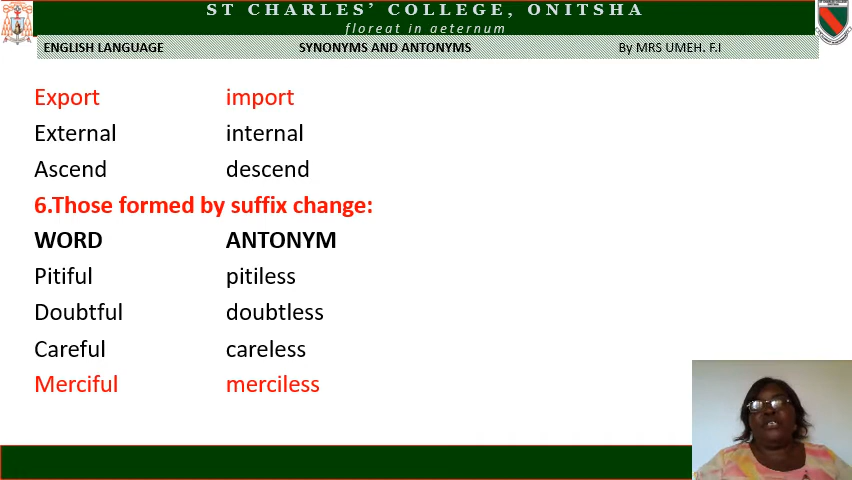 ST CHARLES’ COLLEGE, ONITSHA
floreat in aeternum
ENGLISH LANGUAGE SYNONYMS AND ANTONYMS By MRS UMEH. F.I
Export import
External internal
Ascend descend
6.Those formed by suffix change:
WORD ANTONYM
Pitiful pitiless
Doubtful doubtless
Careful careless
Merciful merciless